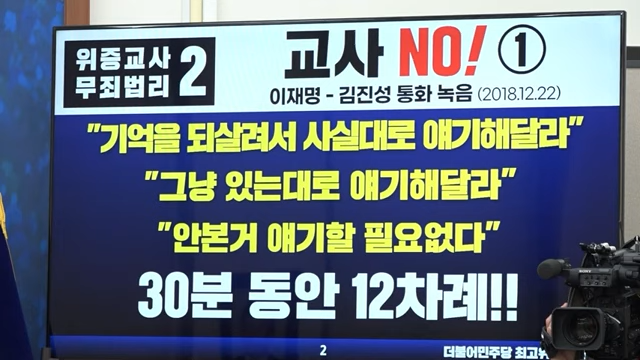 위증교사
무죄법리 2
교사 NO! ①
이재명 - 김진성 통화 녹음 (2018.12.22)
"기억을 되살려서 사실대로 얘기해달라"
"그냥 있는대로 얘기해달라"
"안본거 얘기할 필요없다"
30분 동안 12차례!!
2
더불어민주당 최고위
SONY